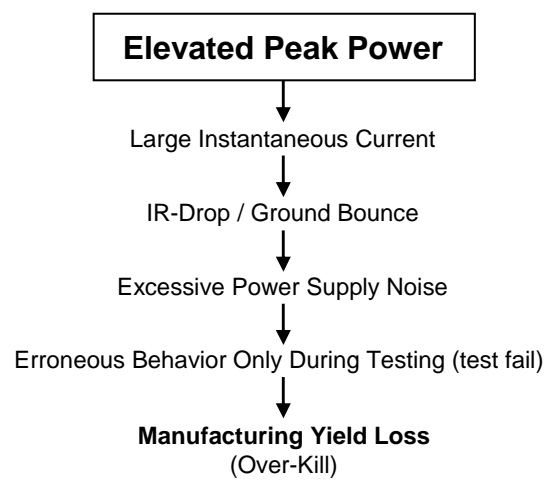 Elevated Peak Power
Large Instantaneous Current
IR-Drop / Ground Bounce
Excessive Power Supply Noise
Erroneous Behavior Only During Testing (test fail)
Manufacturing Yield Loss
(Over-Kill)